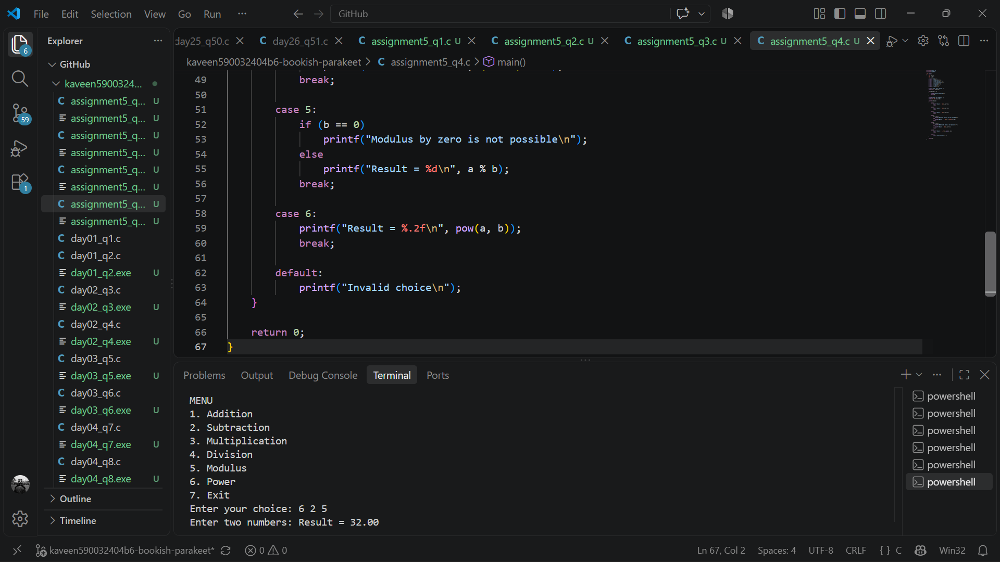 File Edit Selection View Go Run ··· GitHub
Explorer ···
day25_q50.c day26_q51.c assignment5_q1.c U assignment5_q2.c U assignment5_q3.c U assignment5_q4.c U
kaveen590032404b6-bookish-parakeet > C assignment5_q4.c > main()
6
59
1
GitHub
kaveen5900324...
C assignment5_q... U
assignment5_q... U
C assignment5_q... U
assignment5_q... U
C assignment5_q... U
assignment5_q... U
C assignment5_q... U
assignment5_q... U
C day01_q1.c
C day01_q2.c
day01_q2.exe U
C day02_q3.c
day02_q3.exe U
C day02_q4.c
day02_q4.exe U
C day03_q5.c
day03_q5.exe U
C day03_q6.c
day03_q6.exe U
C day04_q7.c
day04_q7.exe U
C day04_q8.c
day04_q8.exe U
Outline
Timeline
49 break;
50
51 case 5:
52 if (b == 0)
53 printf("Modulus by zero is not possible\n");
54 else
55 printf("Result = %d\n", a % b);
56 break;
57
58 case 6:
59 printf("Result = %.2f\n", pow(a, b));
60 break;
61
62 default:
63 printf("Invalid choice\n");
64 }
65
66 return 0;
67 }
Problems Output Debug Console Terminal Ports
MENU
1. Addition
2. Subtraction
3. Multiplication
4. Division
5. Modulus
6. Power
7. Exit
Enter your choice: 6 2 5
Enter two numbers: Result = 32.00
powershell
powershell
powershell
powershell
powershell
powershell
kaveen590032404b6-bookish-parakeet* 0 0 Ln 67, Col 2 Spaces: 4 UTF-8 CRLF { } C Win32